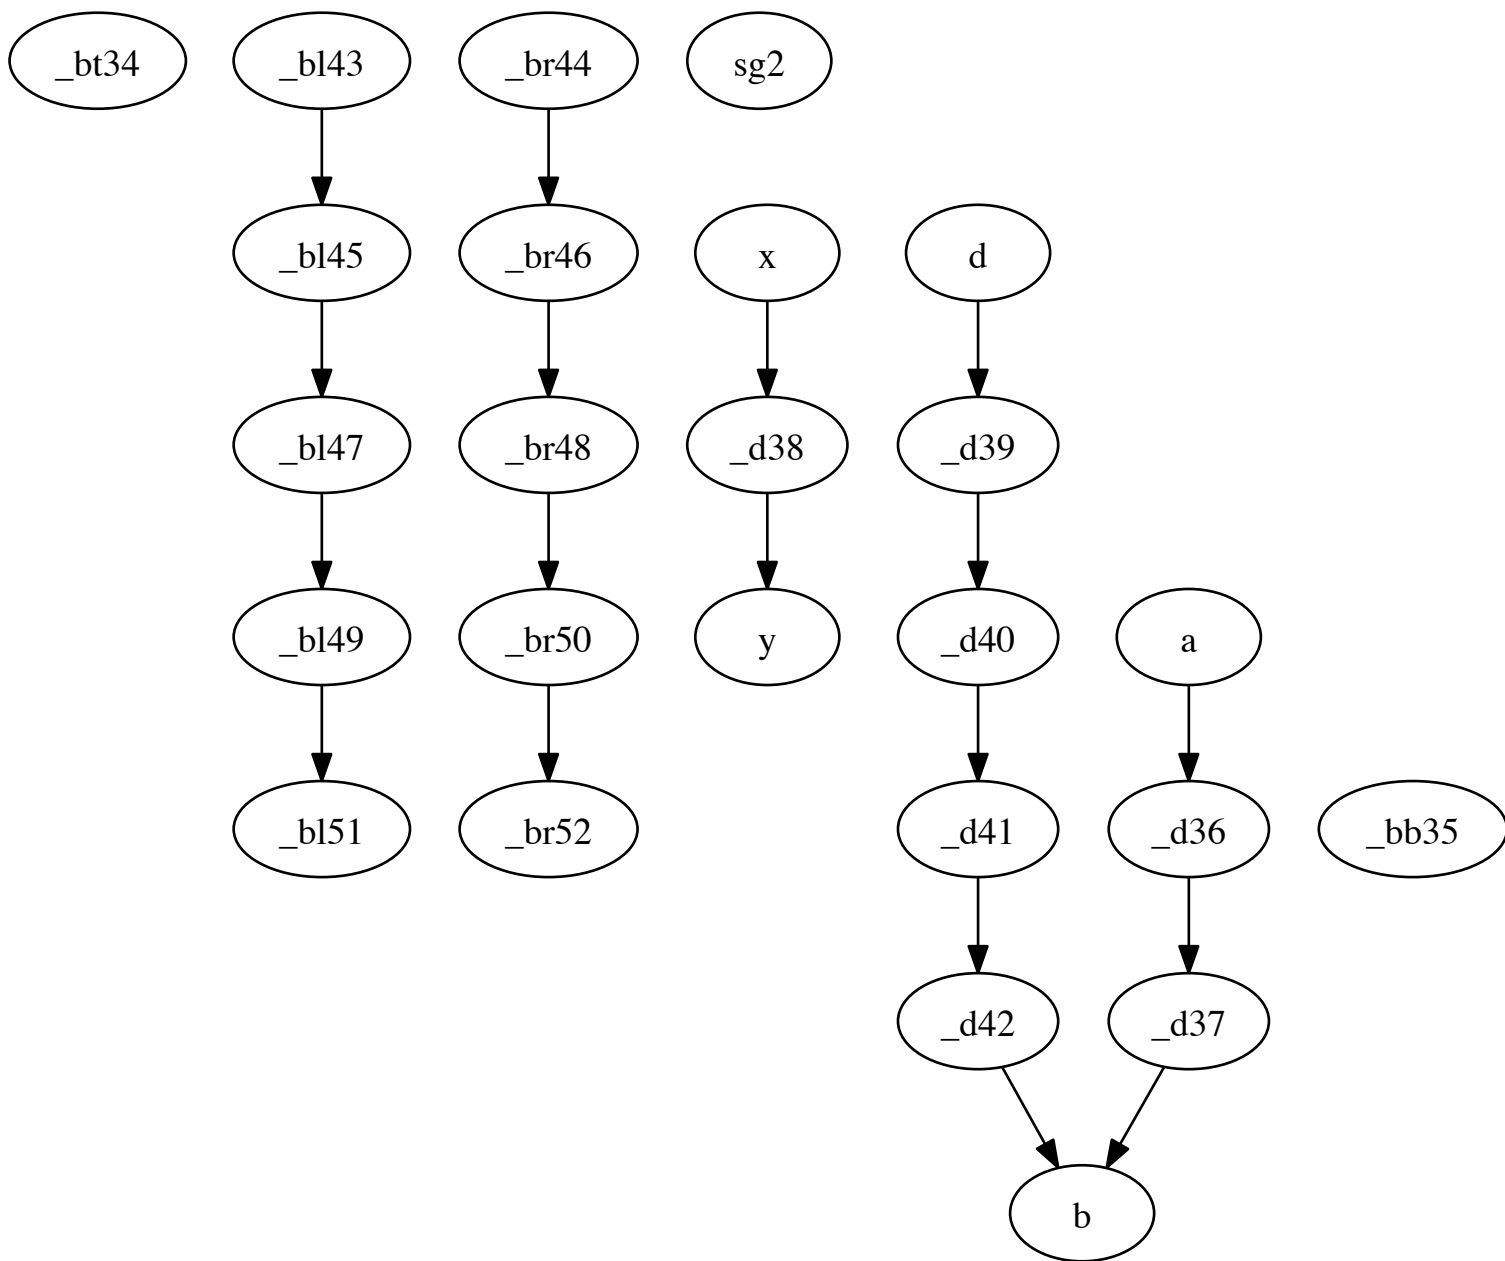 _bt34 _bl43 _br44 sg2
_bl45 _br46 x d
_bl47 _br48 _d38 _d39
_bl49 _br50 y _d40 a
_bl51 _br52 _d41 _d36 _bb35
_d42 _d37
b